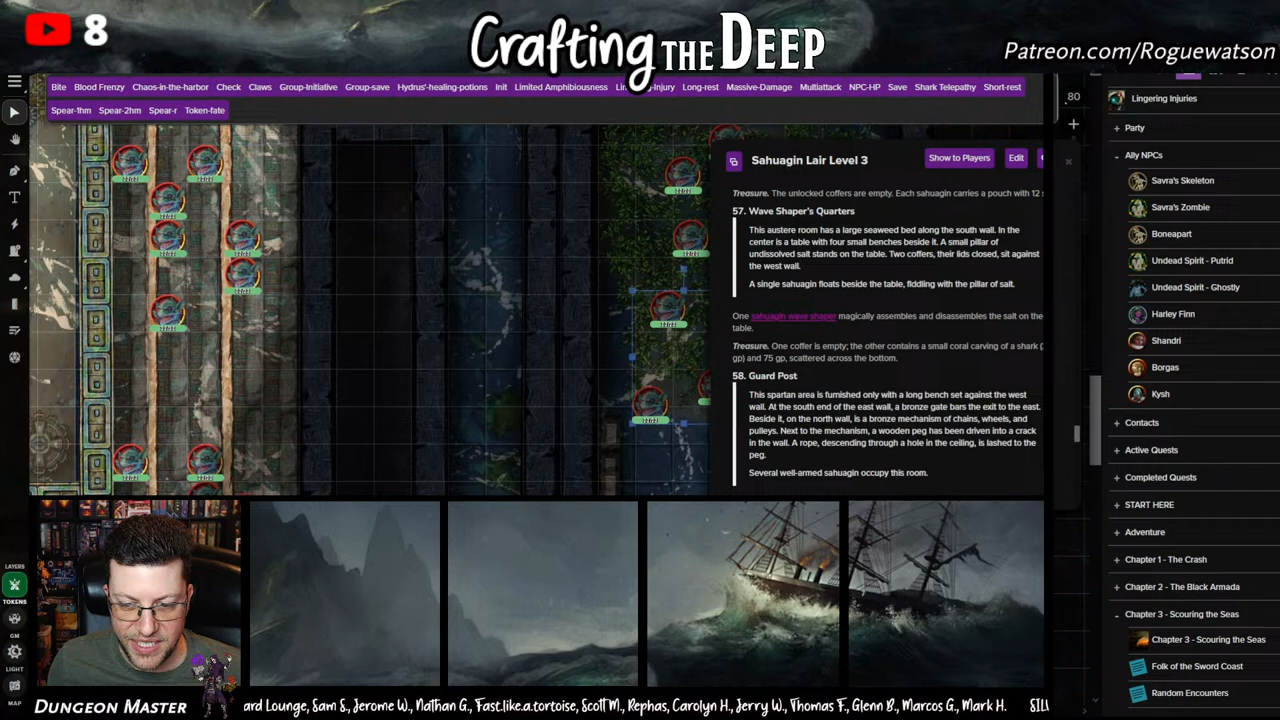 8
Crafting THE DEEP
Patreon.com/Roguewatson
Bite Blood Frenzy Chaos-in-the-harbor Check Claws Group-Initiative Group-save Hydrus'-healing-potions Init Limited Amphibiousness Long-rest Massive-Damage Multiattack NPC-HP Save Shark Telepathy Short-rest
Spear-1hm Spear-2hm Spear-r Token-fate
80
Sahuagin Lair Level 3
Show to Players
Edit
Treasure. The unlocked coffers are empty. Each sahuagin carries a pouch with 12
57. Wave Shaper's Quarters
This austere room has a large seaweed bed along the south wall. In the
center is a table with four small benches beside it. A small pillar of
undissolved salt stands on the table. Two coffers, their lids closed, sit against
the west wall.
A single sahuagin floats beside the table, fiddling with the pillar of salt.
One sahuagin wave shaper magically assembles and disassembles the salt on the
table.
Treasure. One coffer is empty; the other contains a small coral carving of a shark
gp) and 75 gp, scattered across the bottom.
58. Guard Post
This spartan area is furnished only with a long bench set against the west
wall. At the south end of the east wall, a bronze gate bars the exit to the east.
Beside it, on the north wall, is a bronze mechanism of chains, wheels, and
pulleys. Next to the mechanism, a wooden peg has been driven into a crack
in the wall. A rope, descending through a hole in the ceiling, is lashed to the
peg.
Several well-armed sahuagin occupy this room.
Lingering Injuries
+ Party
- Ally NPCs
Savra's Skeleton
Savra's Zombie
Boneapart
Undead Spirit - Putrid
Undead Spirit - Ghostly
Harley Finn
Shandri
Borgas
Kysh
+ Contacts
+ Active Quests
+ Completed Quests
+ START HERE
+ Adventure
+ Chapter 1 - The Crash
+ Chapter 2 - The Black Armada
- Chapter 3 - Scouring the Seas
Chapter 3 - Scouring the Seas
Folk of the Sword Coast
Random Encounters
LAYERS
TOKENS
GM
LIGHT
MAP
DUNGEON MASTER
ard Lounge, Sam S., Jerome W., Nathan G., Fast.like.a.tortoise, Scott M., Rephas, Carolyn H., Jerry W., Thomas F., Glenn B., Marcos G., Mark H.